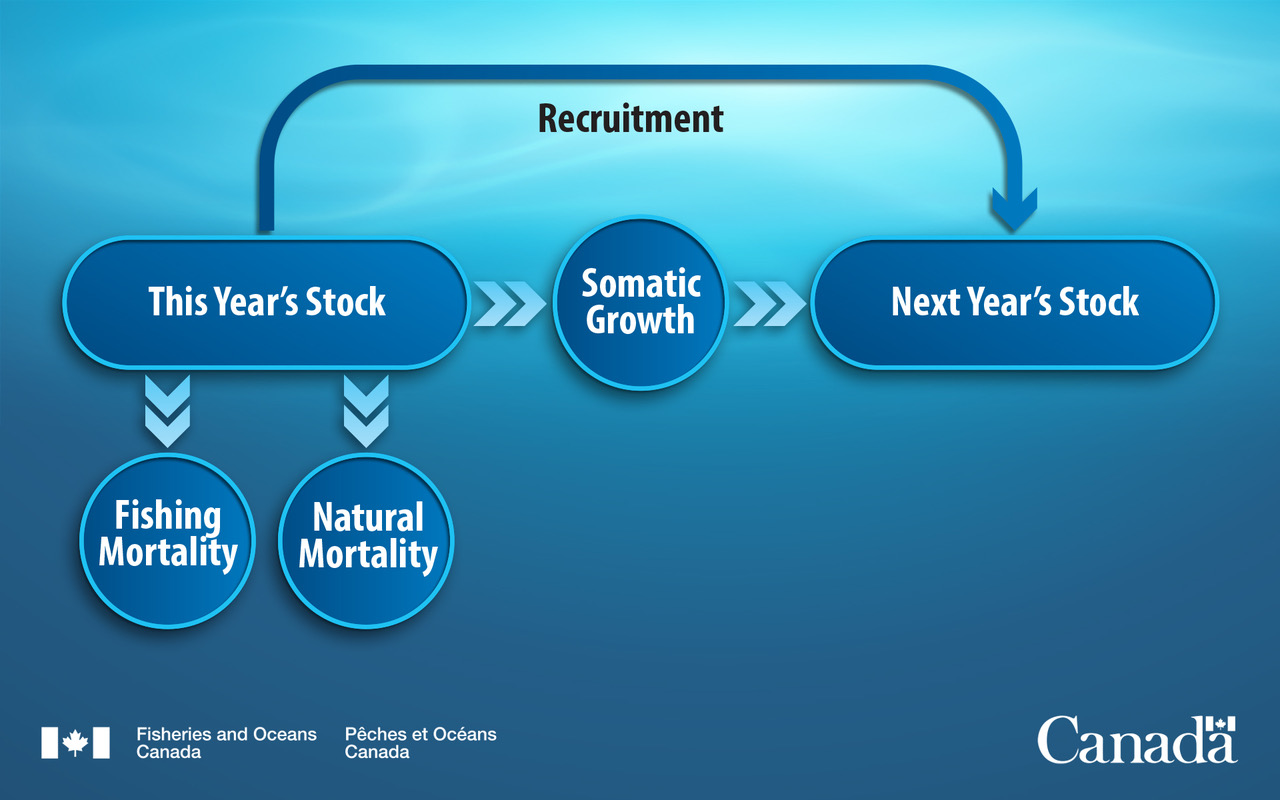 Recruitment
This Year's Stock
Somatic
Growth
Next Year's Stock
Fishing
Mortality
Natural
Mortality
Fisheries and Oceans
Canada
Pêches et Océans
Canada
Canada